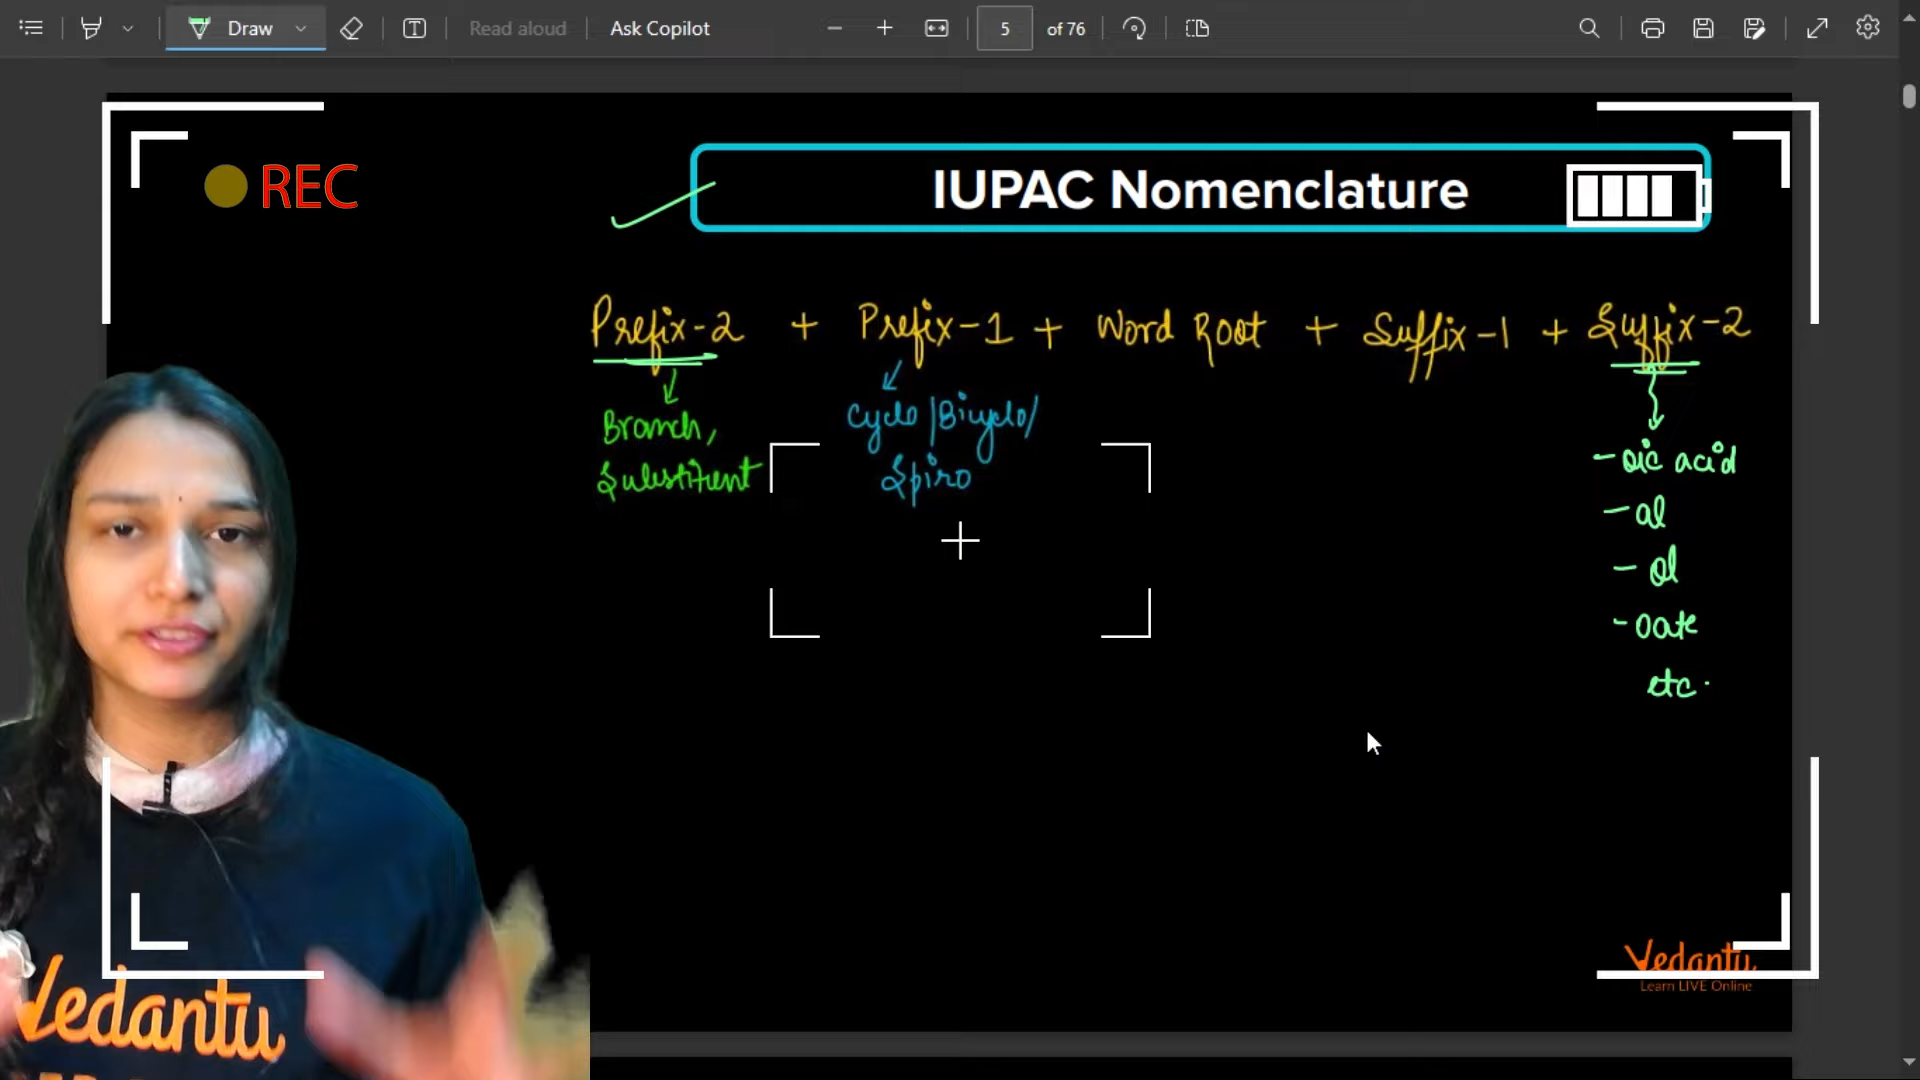 Draw
Read aloud
Ask Copilot
5
of 76
REC
IUPAC Nomenclature
Prefix-2 + Prefix-1 + Word Root + Suffix-1 + Suffix-2
Branch,
Substituent
Cyclo/Bicyclo/
Spiro
-oic acid
-al
-ol
-oate
etc.
Vedantu
Learn LIVE Online
Vedantu